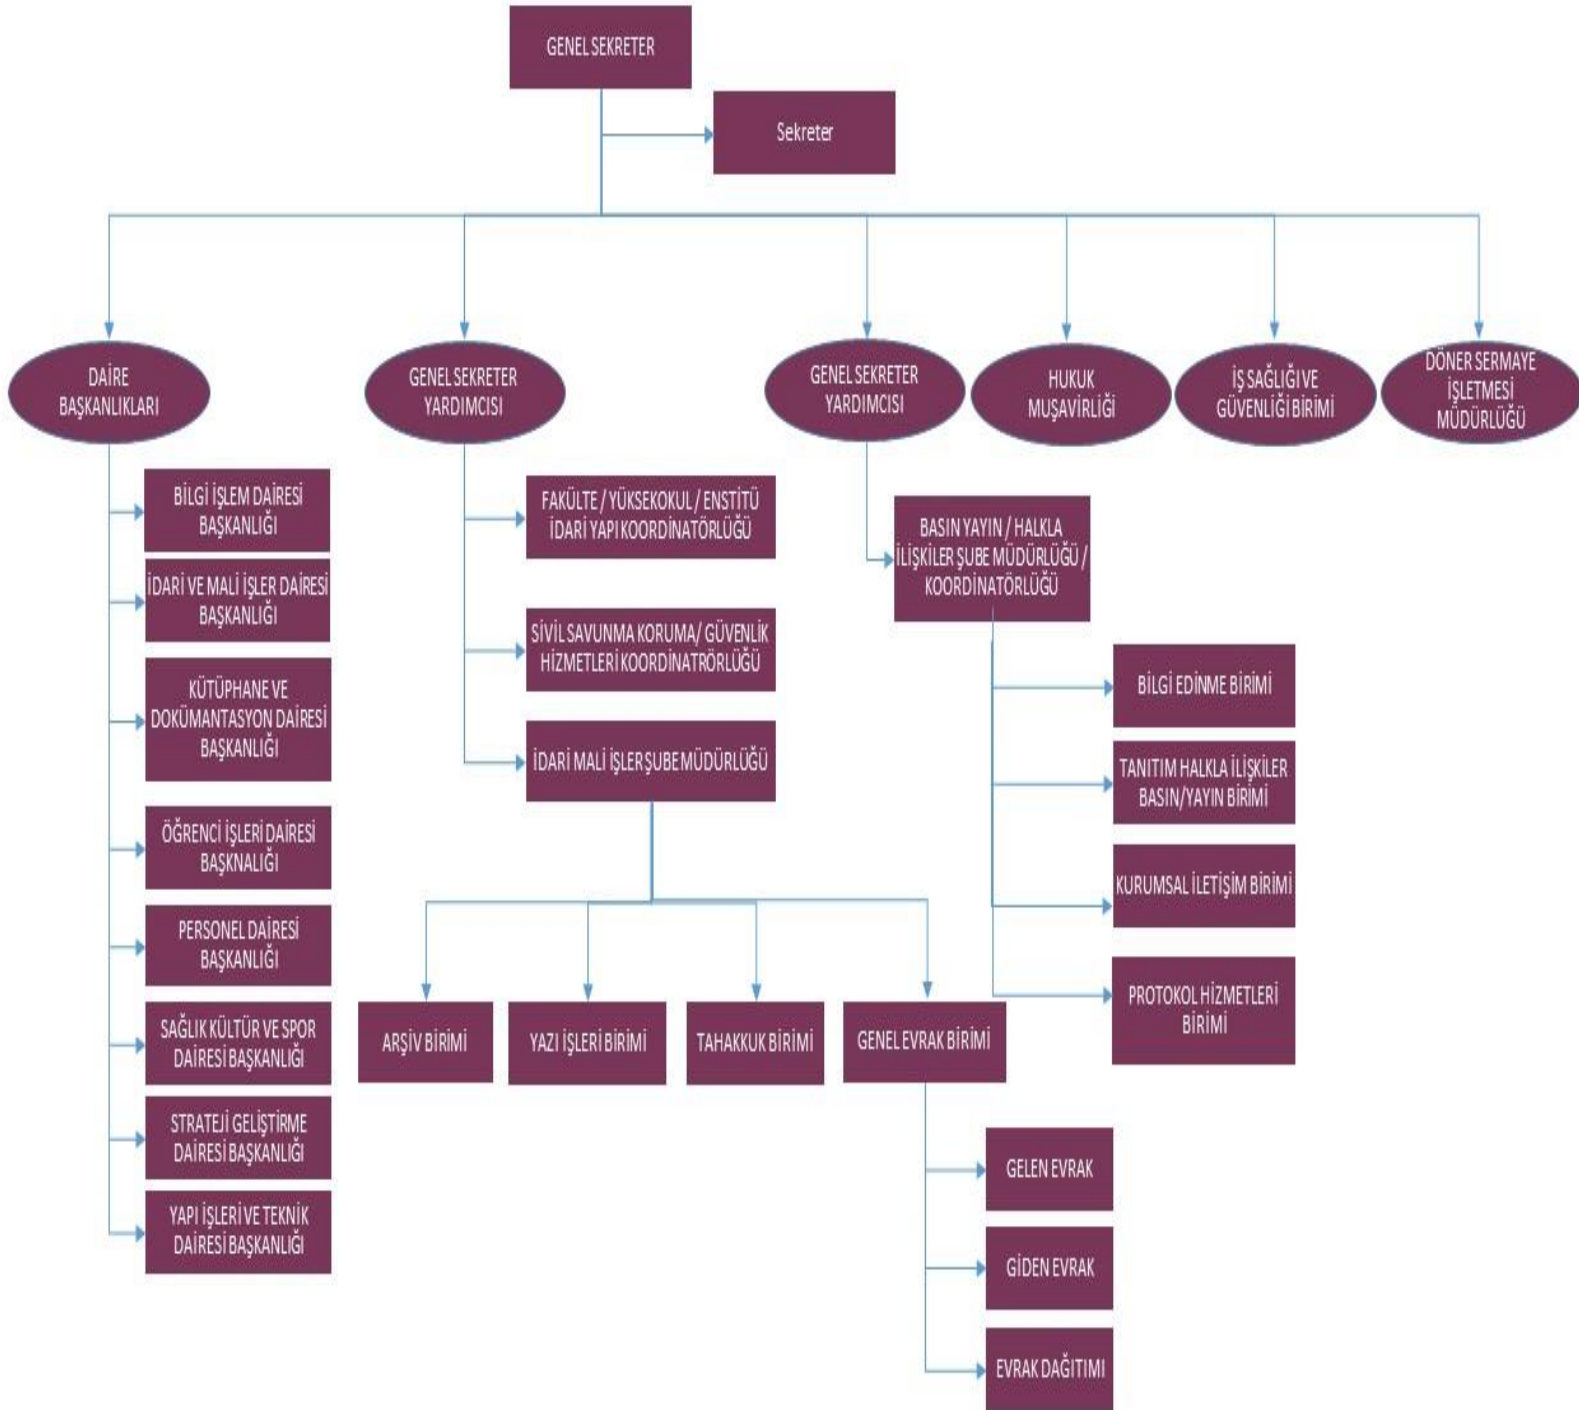 GENEL SEKRETER
Sekreter
DAİRE
BAŞKANLIKLARI
GENEL SEKRETER
YARDIMCISI
GENEL SEKRETER
YARDIMCISI
HUKUK
MUŞAVİRLİĞİ
İŞ SAĞLIĞI VE
GÜVENLİĞİ BİRİMİ
DÖNER SERMAYE
İŞLETMESİ
MÜDÜRLÜĞÜ
BİLGİ İŞLEM DAİRESİ
BAŞKANLIĞI
İDARİ VE MALİ İŞLER DAİRESİ
BAŞKANLIĞI
KÜTÜPHANE VE
DOKÜMANTASYON DAİRESİ
BAŞKANLIĞI
ÖĞRENCİ İŞLERİ DAİRESİ
BAŞKNALIĞI
PERSONEL DAİRESİ
BAŞKANLIĞI
SAĞLIK KÜLTÜR VE SPOR
DAİRESİ BAŞKANLIĞI
STRATEJİ GELİŞTİRME
DAİRESİ BAŞKANLIĞI
YAPI İŞLERİ VE TEKNİK
DAİRESİ BAŞKANLIĞI
FAKÜLTE / YÜKSEKOKUL / ENSTİTÜ
İDARİ YAPI KOORDİNATÖRLÜĞÜ
SİVİL SAVUNMA KORUMA/ GÜVENLİK
HİZMETLERİ KOORDİNATRÖRLÜĞÜ
İDARİ MALİ İŞLER ŞUBE MÜDÜRLÜĞÜ
ARŞİV BİRİMİ
YAZI İŞLERİ BİRİMİ
TAHAKKUK BİRİMİ
GENEL EVRAK BİRİMİ
GELEN EVRAK
GİDEN EVRAK
EVRAK DAĞITIMI
BASIN YAYIN / HALKLA
İLİŞKİLER ŞUBE MÜDÜRLÜĞÜ /
KOORDİNATÖRLÜĞÜ
BİLGİ EDİNME BİRİMİ
TANITIM HALKLA İLİŞKİLER
BASIN/YAYIN BİRİMİ
KURUMSAL İLETİŞİM BİRİMİ
PROTOKOL HİZMETLERİ
BİRİMİ